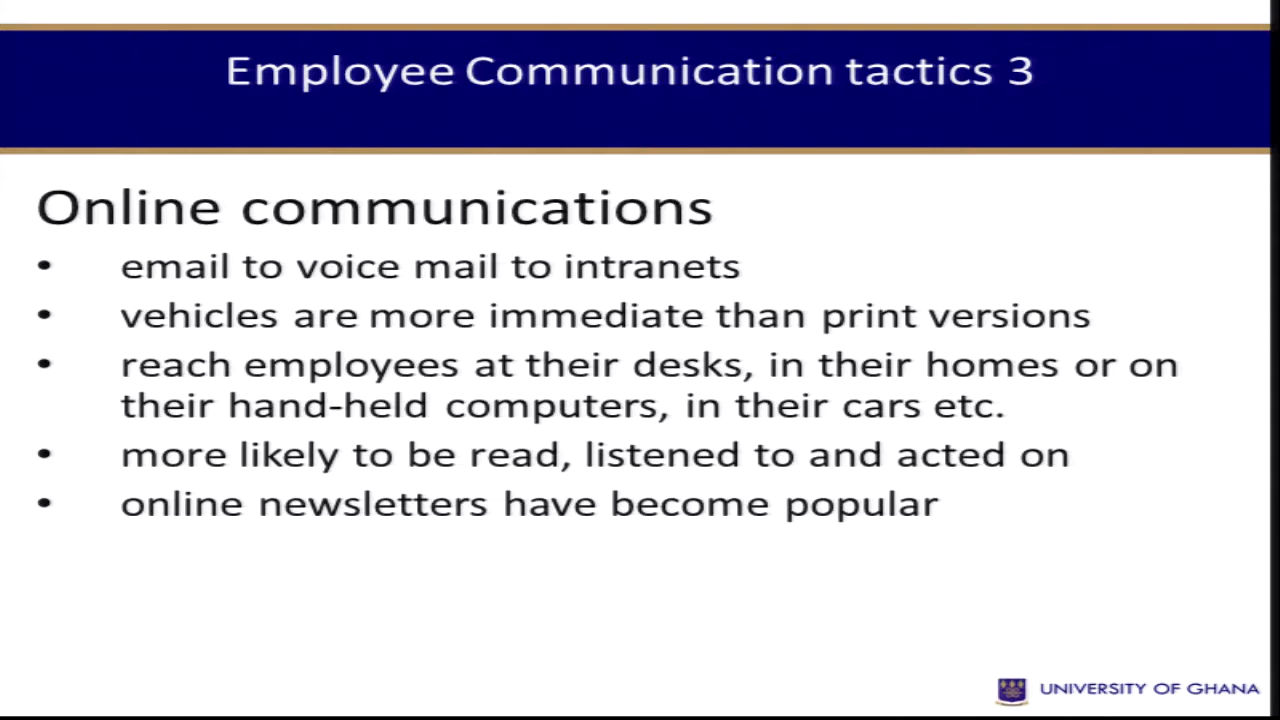 Employee Communication tactics 3
Online communications
• email to voice mail to intranets
• vehicles are more immediate than print versions
• reach employees at their desks, in their homes or on
their hand-held computers, in their cars etc.
• more likely to be read, listened to and acted on
• online newsletters have become popular
UNIVERSITY OF GHANA